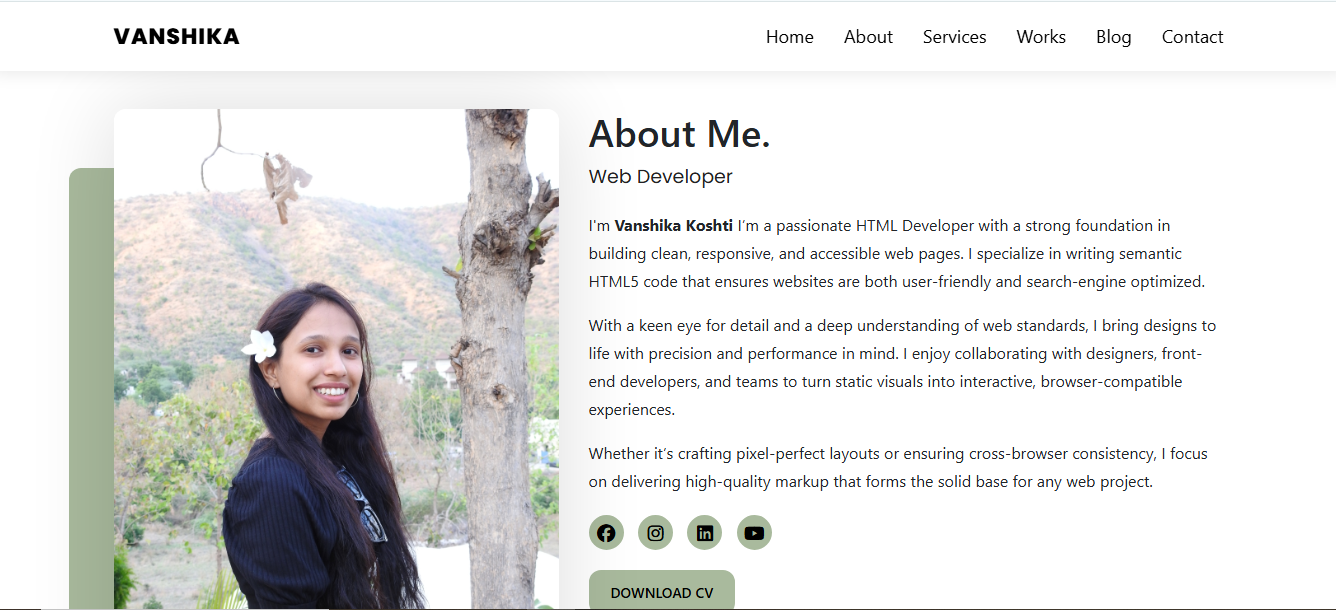 VANSHIKA
Home About Services Works Blog Contact
About Me.
Web Developer
I'm Vanshika Koshti I’m a passionate HTML Developer with a strong foundation in
building clean, responsive, and accessible web pages. I specialize in writing semantic
HTML5 code that ensures websites are both user-friendly and search-engine optimized.
With a keen eye for detail and a deep understanding of web standards, I bring designs to
life with precision and performance in mind. I enjoy collaborating with designers, front-
end developers, and teams to turn static visuals into interactive, browser-compatible
experiences.
Whether it’s crafting pixel-perfect layouts or ensuring cross-browser consistency, I focus
on delivering high-quality markup that forms the solid base for any web project.
DOWNLOAD CV